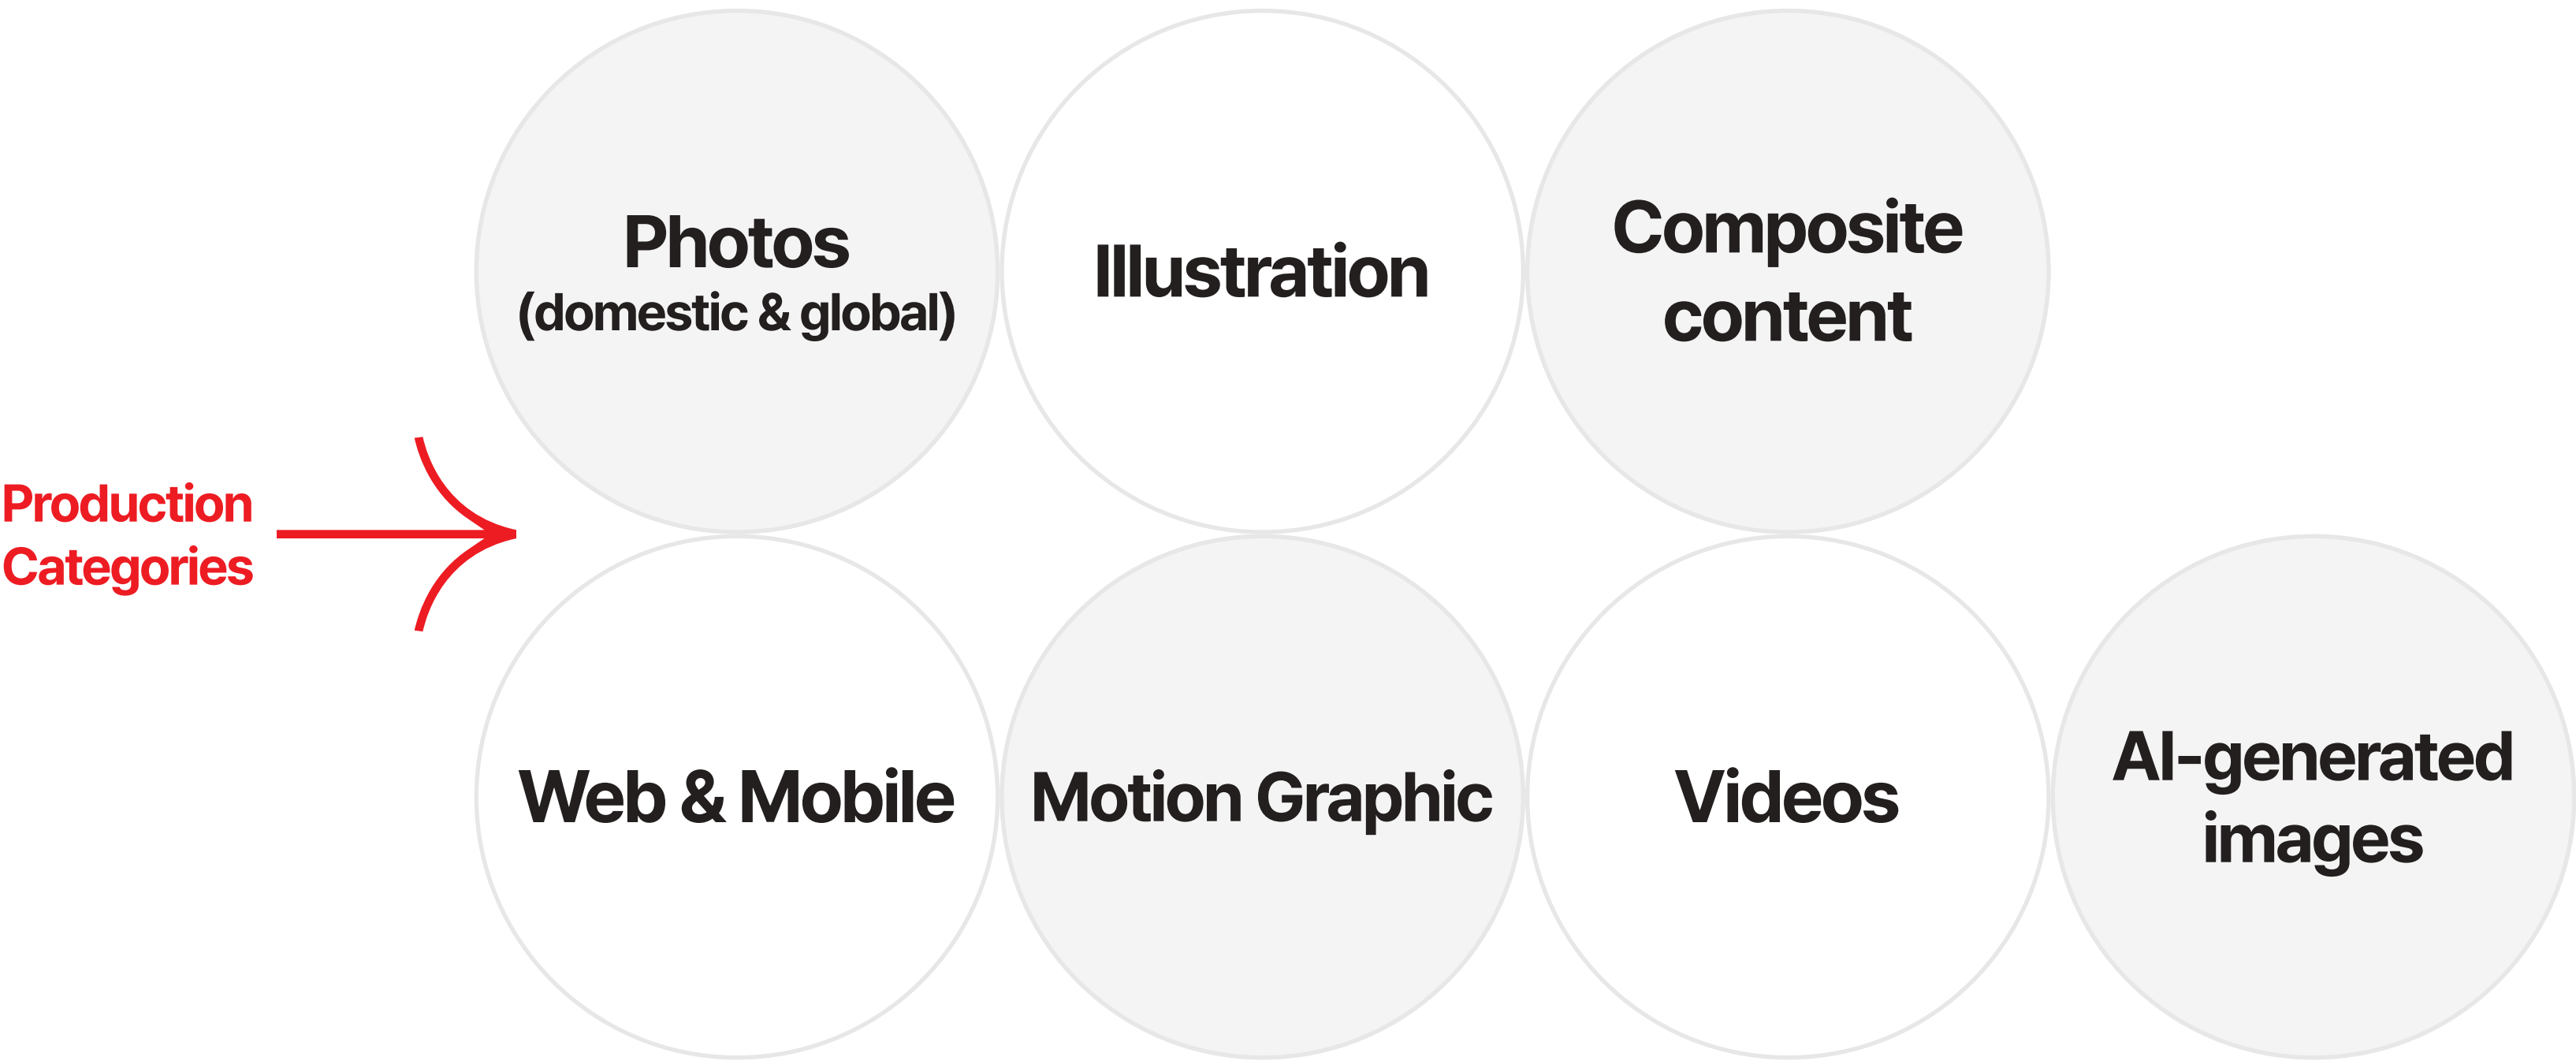 Production
Categories
Photos
(domestic & global)
Illustration
Composite
content
Web & Mobile
Motion Graphic
Videos
AI-generated
images